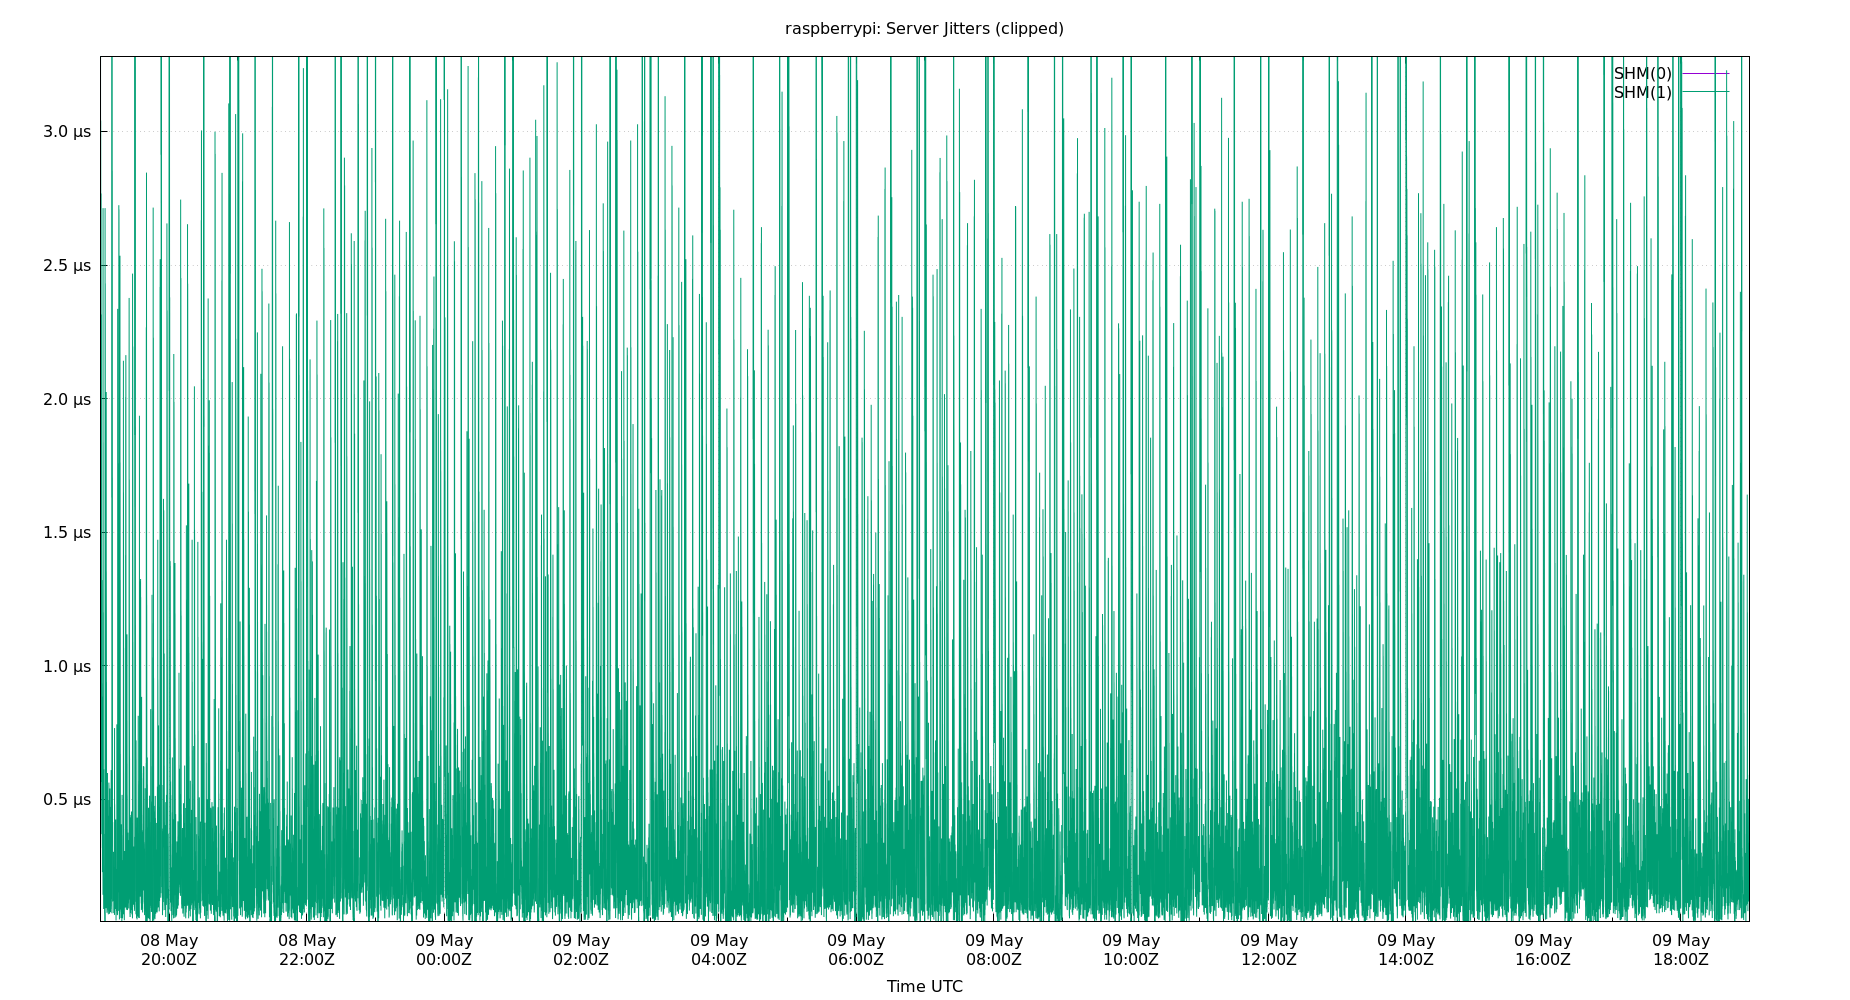 raspberrypi: Server Jitters (clipped)
SHM(0)
SHM(1)
3.0 µs
2.5 µs
2.0 µs
1.5 µs
1.0 µs
0.5 µs
08 May 08 May 09 May 09 May 09 May 09 May 09 May 09 May 09 May 09 May 09 May 09 May
20:00Z 22:00Z 00:00Z 02:00Z 04:00Z 06:00Z 08:00Z 10:00Z 12:00Z 14:00Z 16:00Z 18:00Z
Time UTC